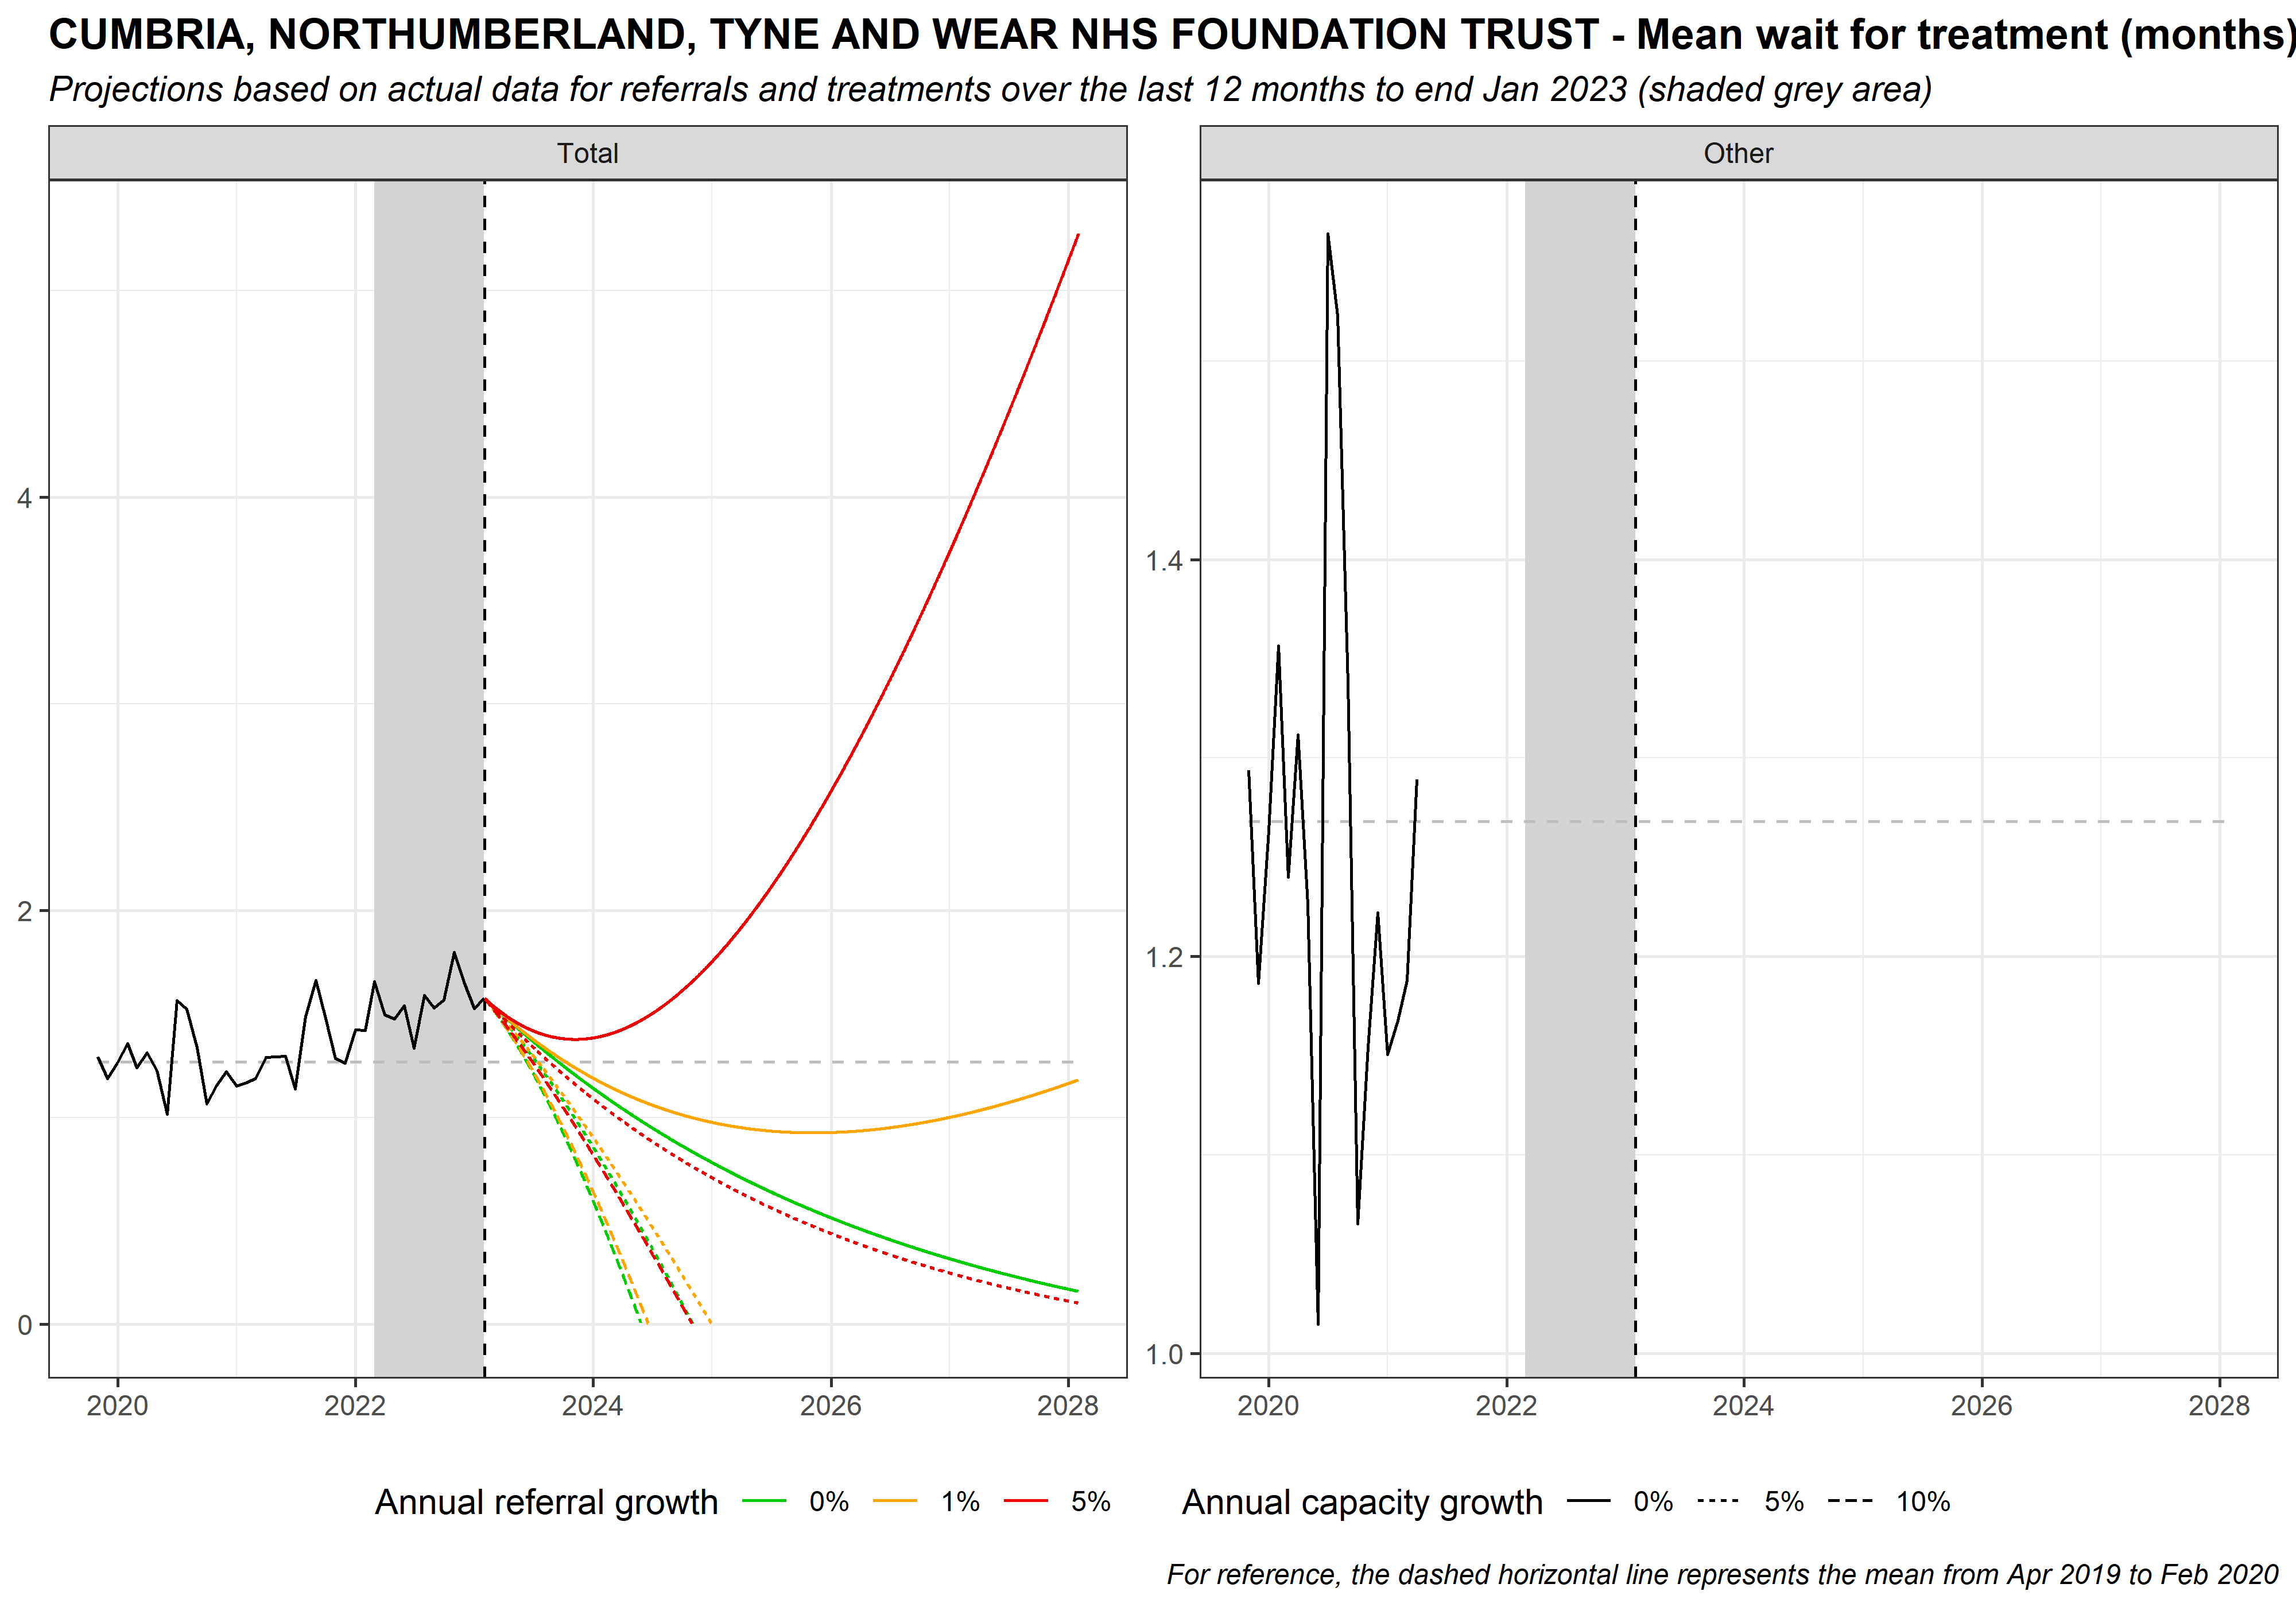 CUMBRIA, NORTHUMBERLAND, TYNE AND WEAR NHS FOUNDATION TRUST - Mean wait for treatment (months)
Projections based on actual data for referrals and treatments over the last 12 months to end Jan 2023 (shaded grey area)
Total
Other
4
2
0
1.4
1.2
1.0
2020 2022 2024 2026 2028
2020 2022 2024 2026 2028
Annual referral growth 0% 1% 5%
Annual capacity growth 0% 5% 10%
For reference, the dashed horizontal line represents the mean from Apr 2019 to Feb 2020